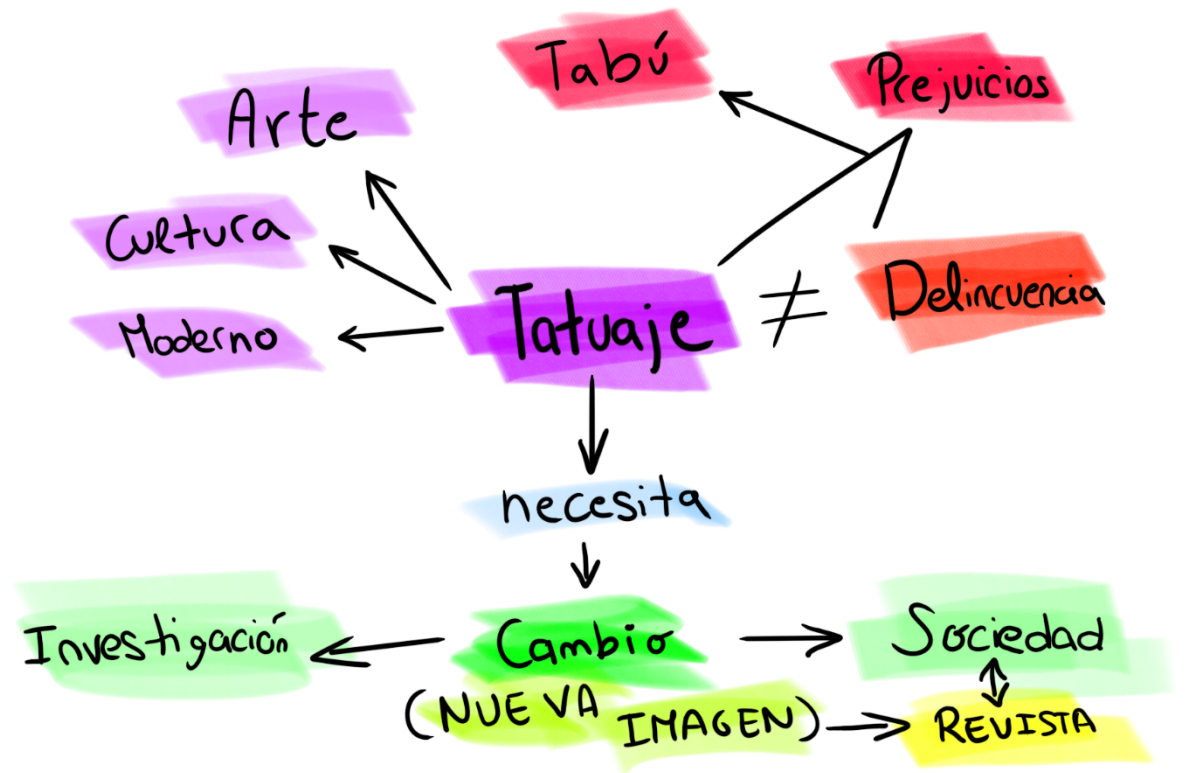 Tabú
Prejuicios
Arte
Cultura
Moderno
Tatuaje ≠ Delincuencia
necesita
Investigación
Cambio
Sociedad
(NUEVA IMAGEN)
REVISTA